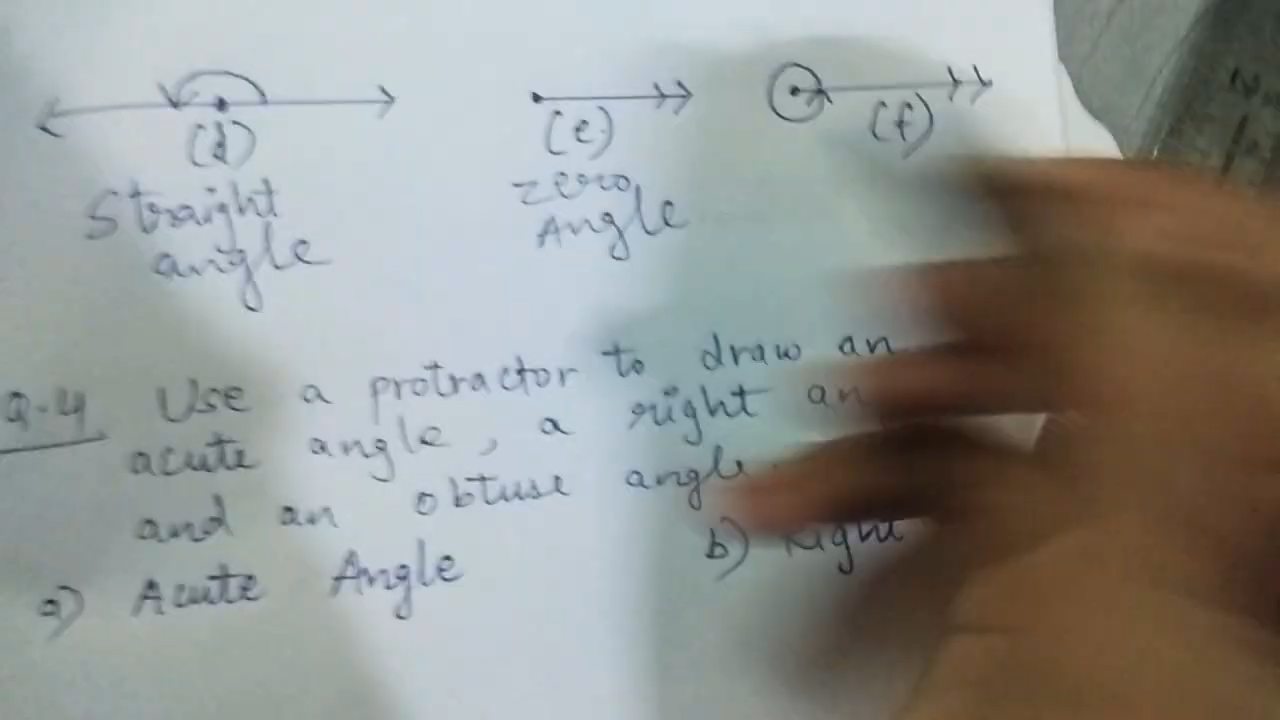 (d) (e) (f)
Straight zero
angle Angle
Q-4 Use a protractor to draw an
acute angle, a right an
and an obtuse angle.
a) Acute Angle b) Right